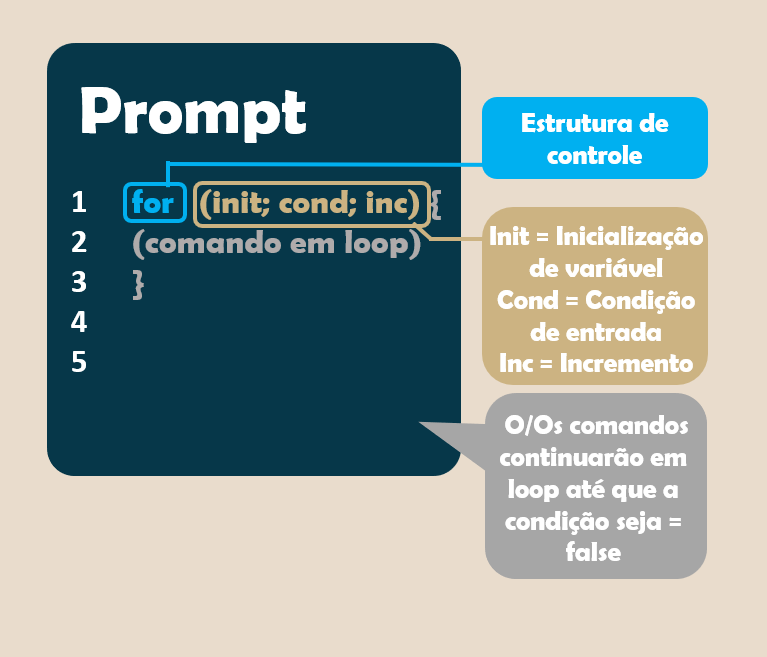 Prompt
1 for (init; cond; inc) {
2 (comando em loop)
3 }
4
5
Estrutura de
controle
Init = Inicialização
de variável
Cond = Condição
de entrada
Inc = Incremento
O/Os comandos
continuarão em
loop até que a
condição seja =
false